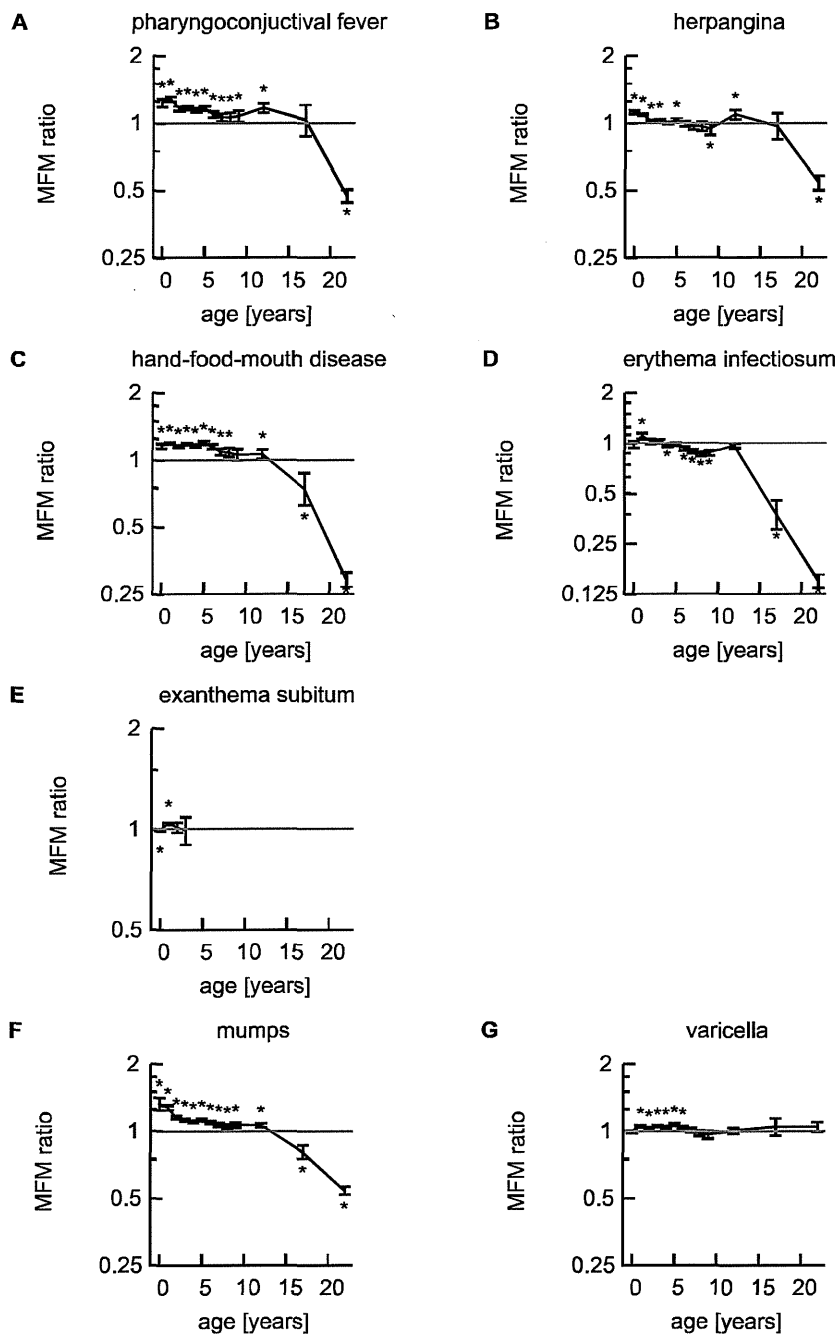 A pharyngoconjuctival fever
2
1
0.5
0.25
MFM ratio
* * * * * * * * * * *
*
0 5 10 15 20
age [years]
B herpangina
2
1
0.5
0.25
MFM ratio
* * * * * *
*
*
0 5 10 15 20
age [years]
C hand-food-mouth disease
2
1
0.5
0.25
MFM ratio
* * * * * * * * * *
*
*
0 5 10 15 20
age [years]
D erythema infectiosum
2
1
0.5
0.25
0.125
MFM ratio
*
* * * * *
*
*
0 5 10 15 20
age [years]
E exanthema subitum
2
1
0.5
MFM ratio
*
*
0 5 10 15 20
age [years]
F mumps
2
1
0.5
0.25
MFM ratio
* * * * * * * * * * *
*
*
0 5 10 15 20
age [years]
G varicella
2
1
0.5
0.25
MFM ratio
* * * * * *
0 5 10 15 20
age [years]